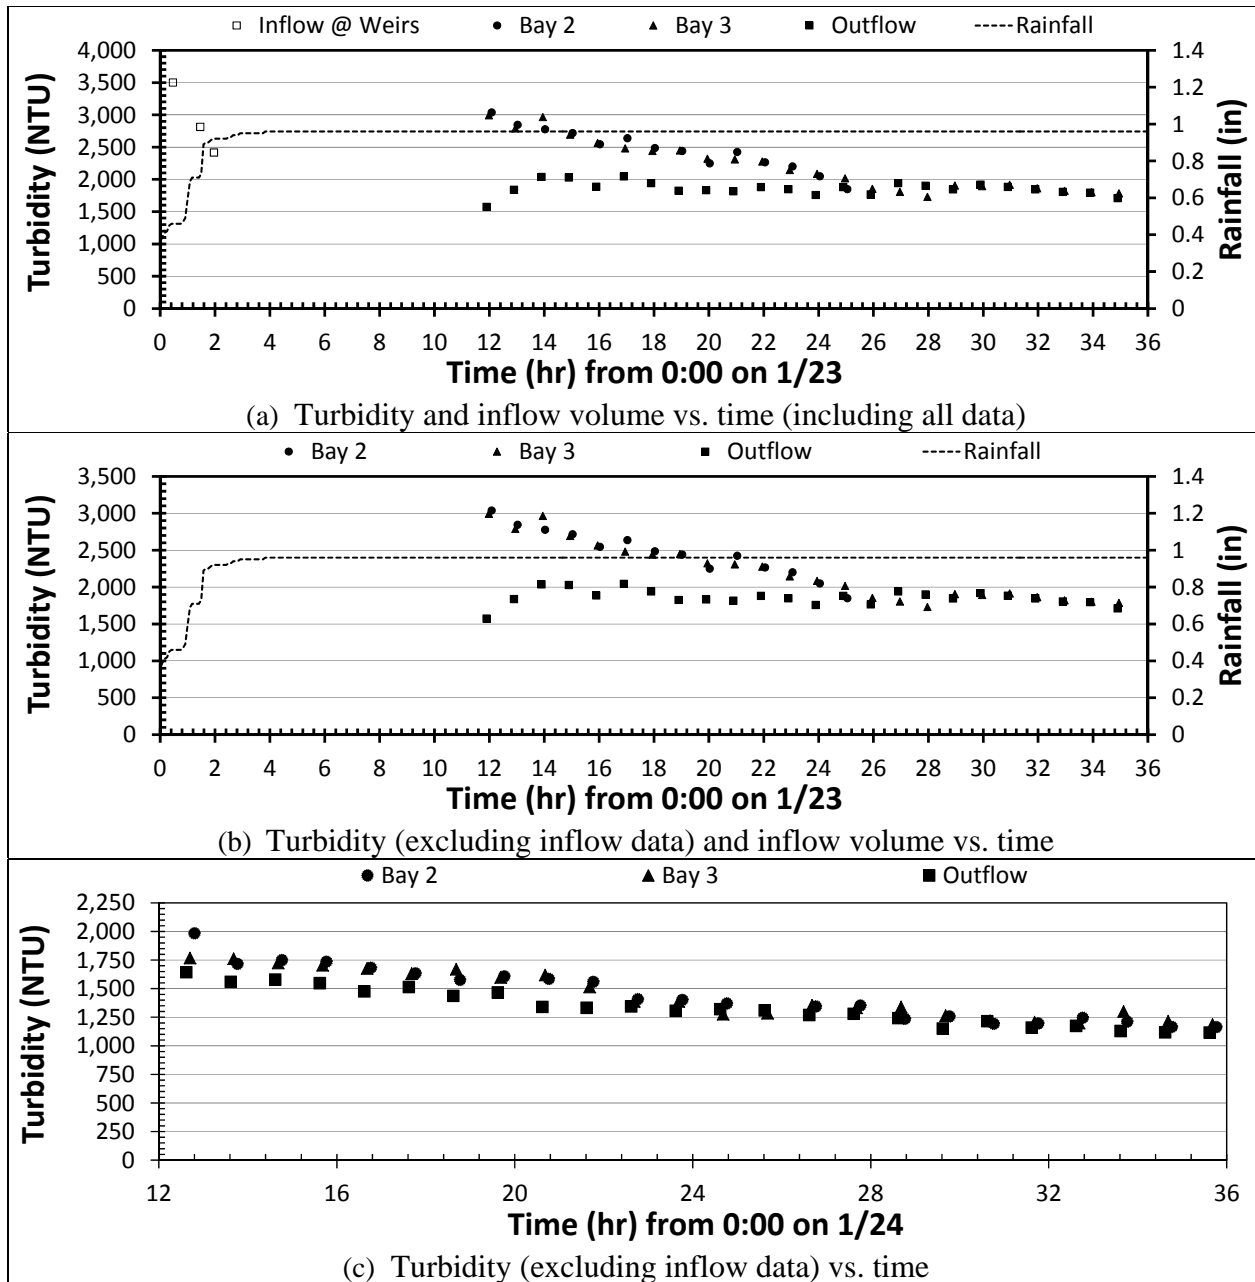 Inflow @ Weirs Bay 2 Bay 3 Outflow Rainfall
Turbidity (NTU)
4,000
3,500
3,000
2,500
2,000
1,500
1,000
500
0
1.4
1.2
1
0.8
0.6
0.4
0.2
0
Rainfall (in)
0 2 4 6 8 10 12 14 16 18 20 22 24 26 28 30 32 34 36
Time (hr) from 0:00 on 1/23
(a) Turbidity and inflow volume vs. time (including all data)
Bay 2 Bay 3 Outflow Rainfall
Turbidity (NTU)
3,500
3,000
2,500
2,000
1,500
1,000
500
0
1.4
1.2
1
0.8
0.6
0.4
0.2
0
Rainfall (in)
0 2 4 6 8 10 12 14 16 18 20 22 24 26 28 30 32 34 36
Time (hr) from 0:00 on 1/23
(b) Turbidity (excluding inflow data) and inflow volume vs. time
Bay 2 Bay 3 Outflow
Turbidity (NTU)
2,250
2,000
1,750
1,500
1,250
1,000
750
500
250
0
12 16 20 24 28 32 36
Time (hr) from 0:00 on 1/24
(c) Turbidity (excluding inflow data) vs. time